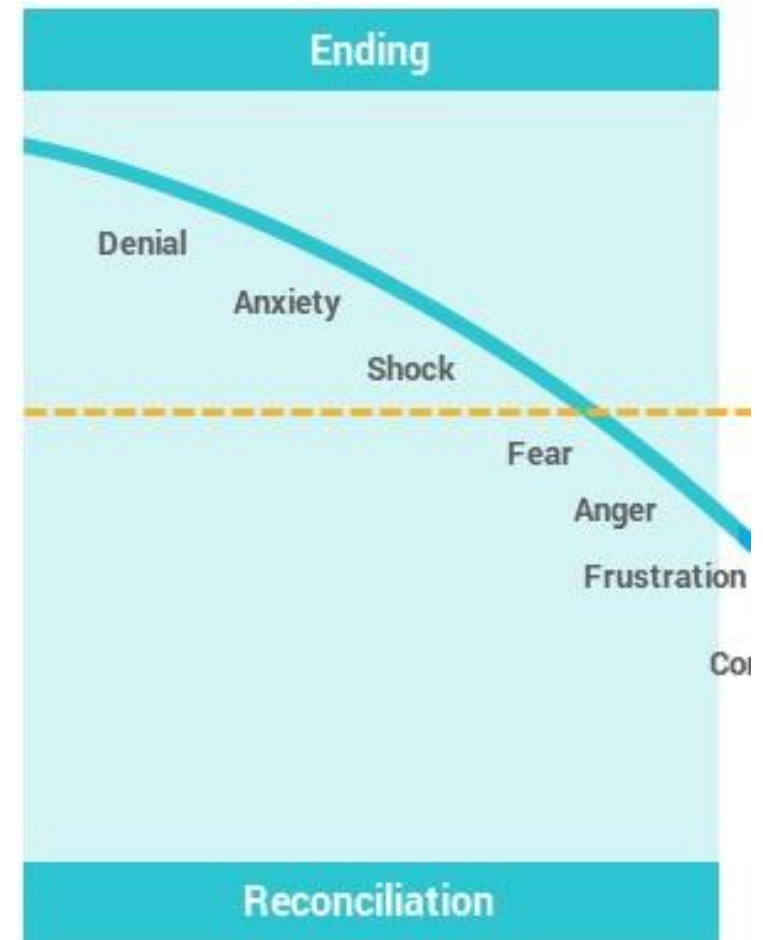 Ending
Denial
Anxiety
Shock
Fear
Anger
Frustration
Reconciliation